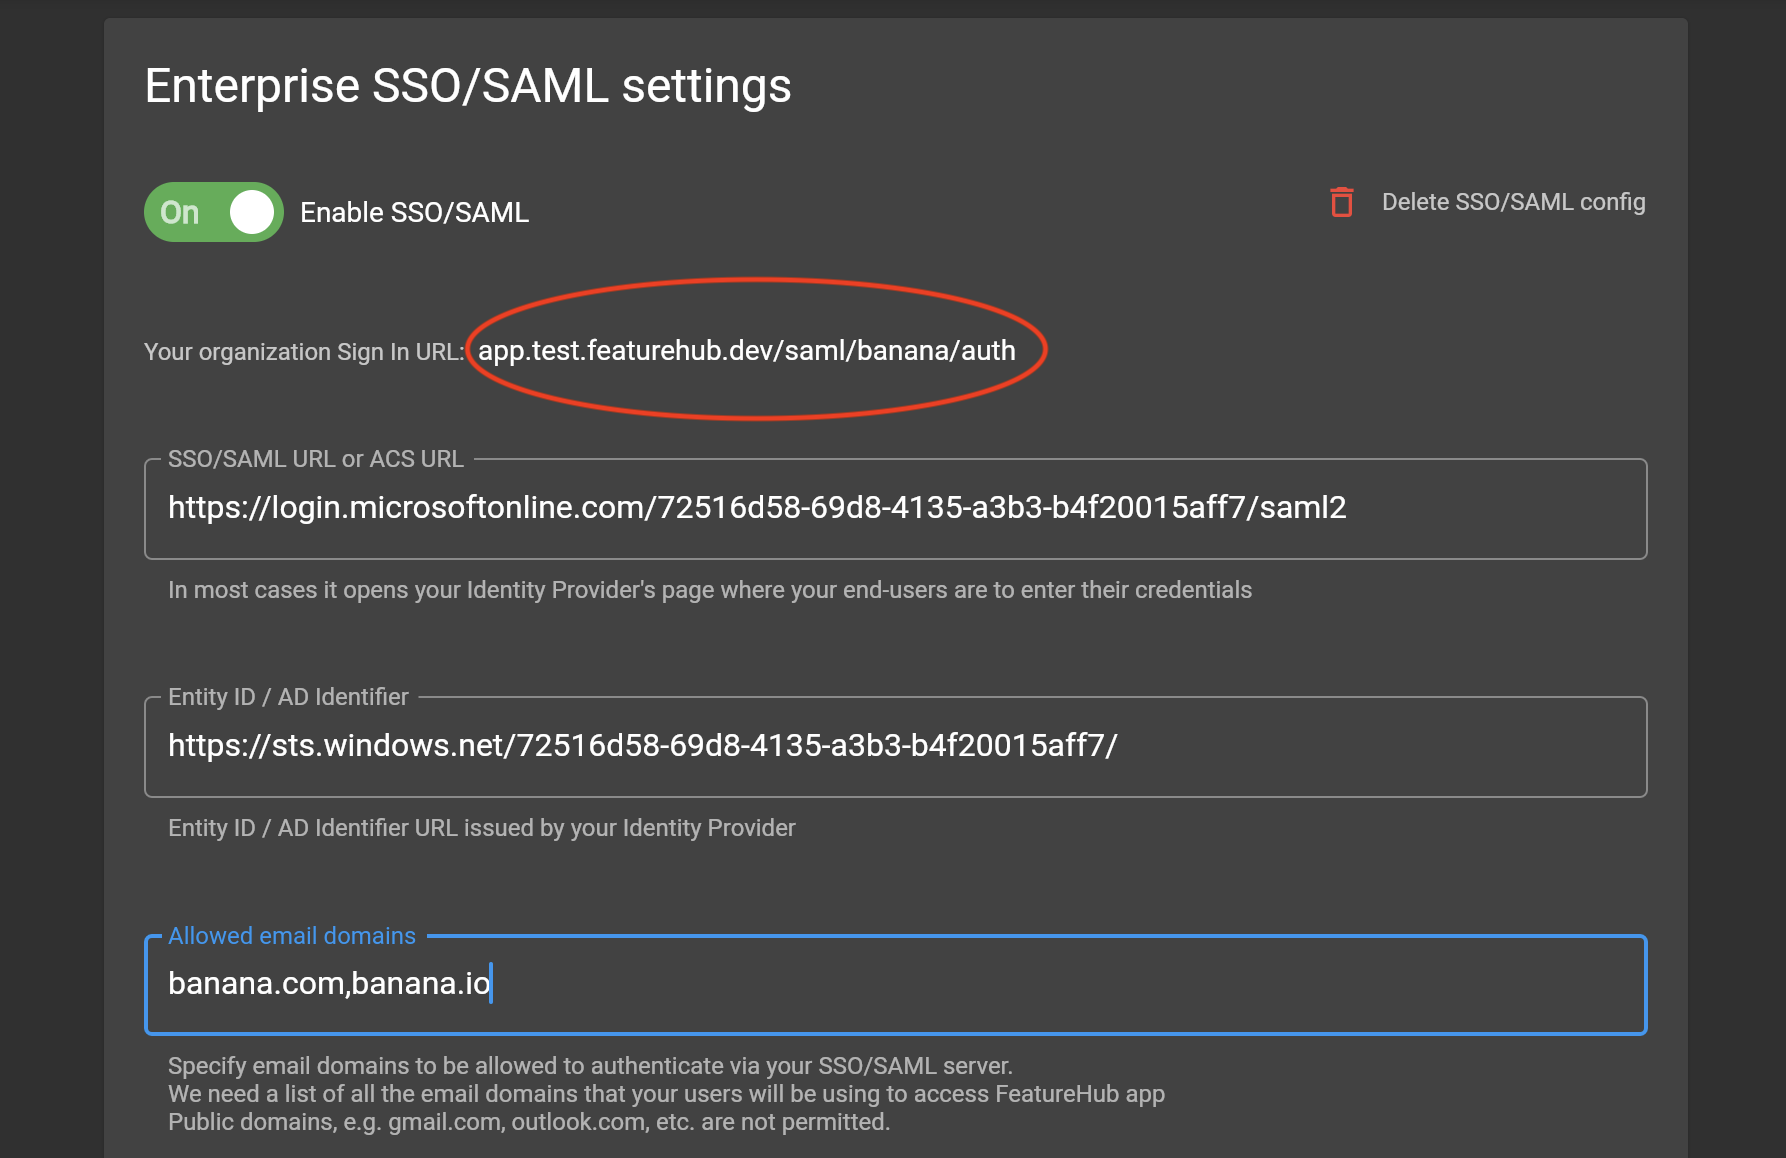 Enterprise SSO/SAML settings
On Enable SSO/SAML Delete SSO/SAML config
Your organization Sign In URL: app.test.featurehub.dev/saml/banana/auth
SSO/SAML URL or ACS URL
https://login.microsoftonline.com/72516d58-69d8-4135-a3b3-b4f20015aff7/saml2
In most cases it opens your Identity Provider's page where your end-users are to enter their credentials
Entity ID / AD Identifier
https://sts.windows.net/72516d58-69d8-4135-a3b3-b4f20015aff7/
Entity ID / AD Identifier URL issued by your Identity Provider
Allowed email domains
banana.com,banana.io
Specify email domains to be allowed to authenticate via your SSO/SAML server.
We need a list of all the email domains that your users will be using to access FeatureHub app
Public domains, e.g. gmail.com, outlook.com, etc. are not permitted.